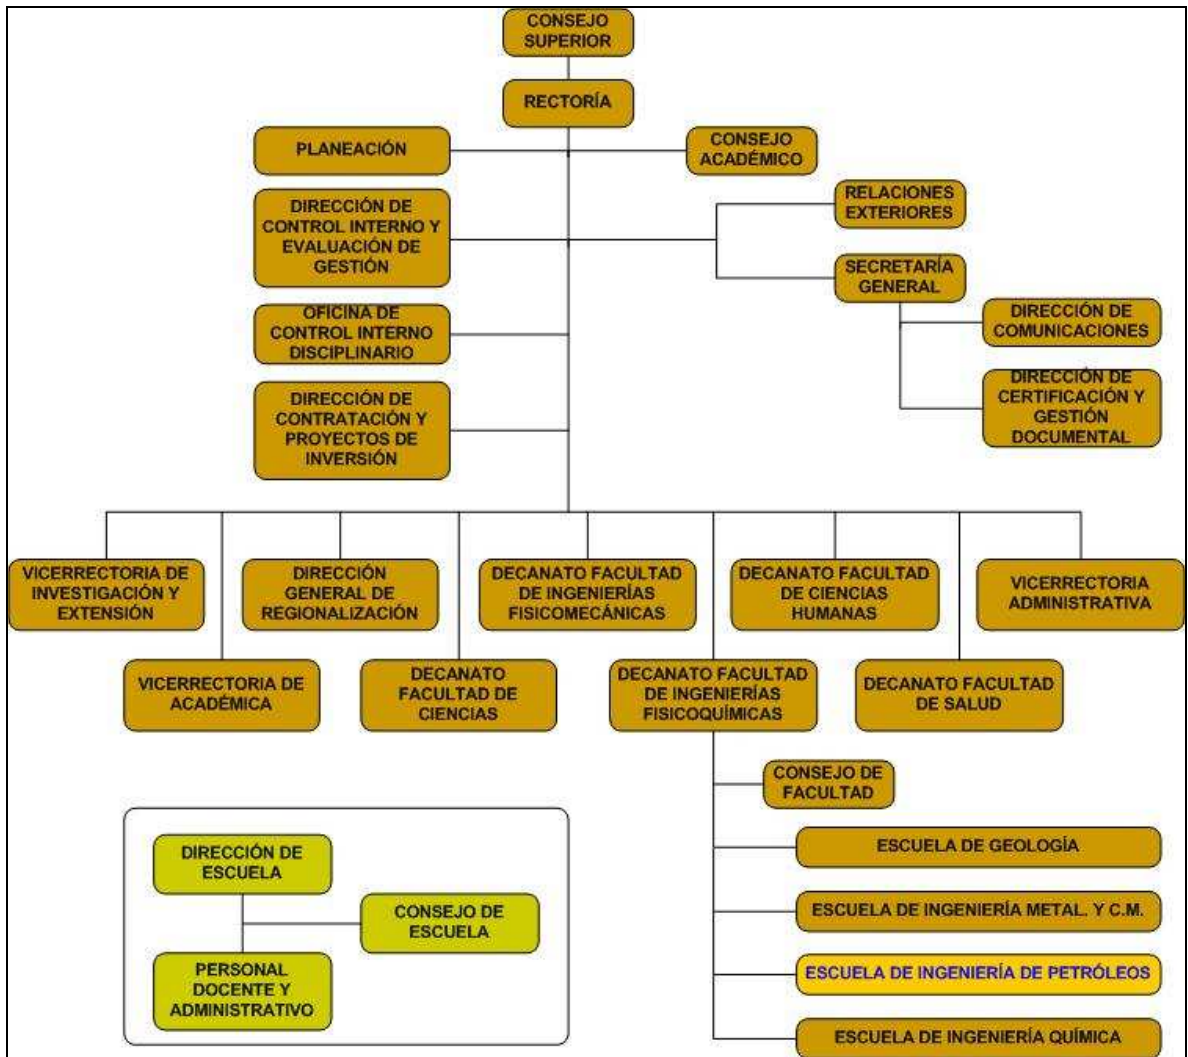 CONSEJO
SUPERIOR
RECTORÍA
PLANEACIÓN
CONSEJO
ACADÉMICO
DIRECCIÓN DE
CONTROL INTERNO Y
EVALUACIÓN DE
GESTIÓN
RELACIONES
EXTERIORES
SECRETARÍA
GENERAL
OFICINA DE
CONTROL INTERNO
DISCIPLINARIO
DIRECCIÓN DE
COMUNICACIONES
DIRECCIÓN DE
CERTIFICACIÓN Y
GESTIÓN
DOCUMENTAL
DIRECCIÓN DE
CONTRATACIÓN Y
PROYECTOS DE
INVERSIÓN
VICERRECTORIA DE
INVESTIGACIÓN Y
EXTENSIÓN
DIRECCIÓN
GENERAL DE
REGIONALIZACIÓN
DECANATO FACULTAD
DE INGENIERÍAS
FISICOMECÁNICAS
DECANATO FACULTAD
DE CIENCIAS
HUMANAS
VICERRECTORIA
ADMINISTRATIVA
VICERRECTORIA DE
ACADÉMICA
DECANATO
FACULTAD DE
CIENCIAS
DECANATO FACULTAD
DE INGENIERÍAS
FISICOQUÍMICAS
DECANATO FACULTAD
DE SALUD
CONSEJO DE
FACULTAD
ESCUELA DE GEOLOGÍA
ESCUELA DE INGENIERÍA METAL. Y C.M.
ESCUELA DE INGENIERÍA DE PETRÓLEOS
ESCUELA DE INGENIERÍA QUÍMICA
DIRECCIÓN DE
ESCUELA
CONSEJO DE
ESCUELA
PERSONAL
DOCENTE Y
ADMINISTRATIVO